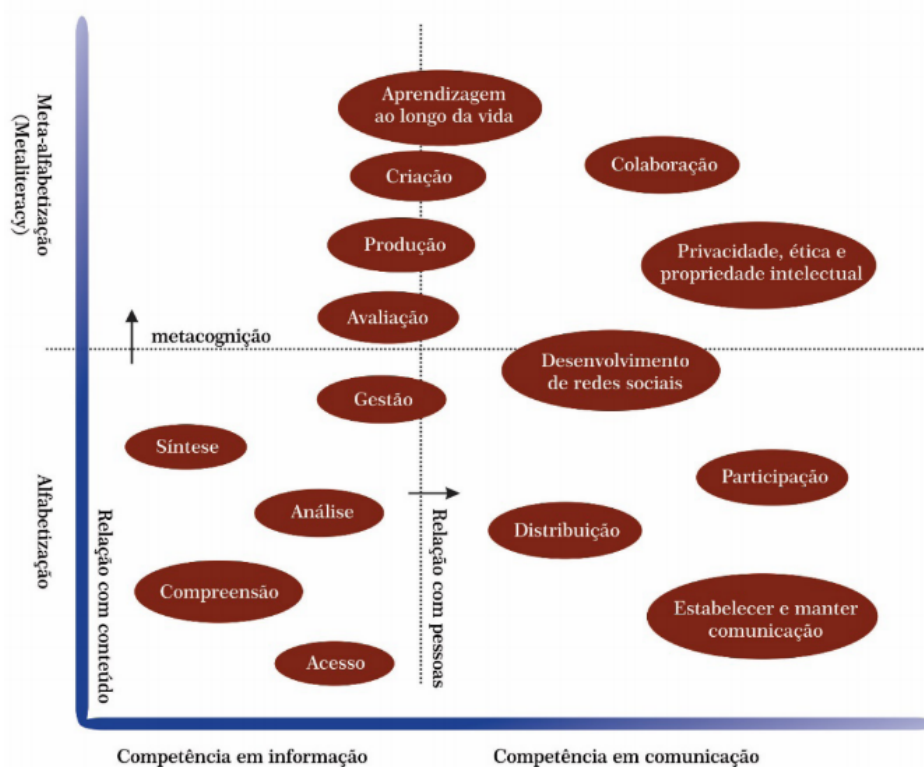 Meta-alfabetização
(Metaliteracy)
Aprendizagem
ao longo da vida
Colaboração
Criação
Produção
Privacidade, ética e
propriedade intelectual
Avaliação
metacognição
Desenvolvimento
de redes sociais
Gestão
Síntese
Participação
Análise
Distribuição
Alfabetização
Relação com conteúdo
Relação com pessoas
Compreensão
Estabelecer e manter
comunicação
Acesso
Competência em informação
Competência em comunicação